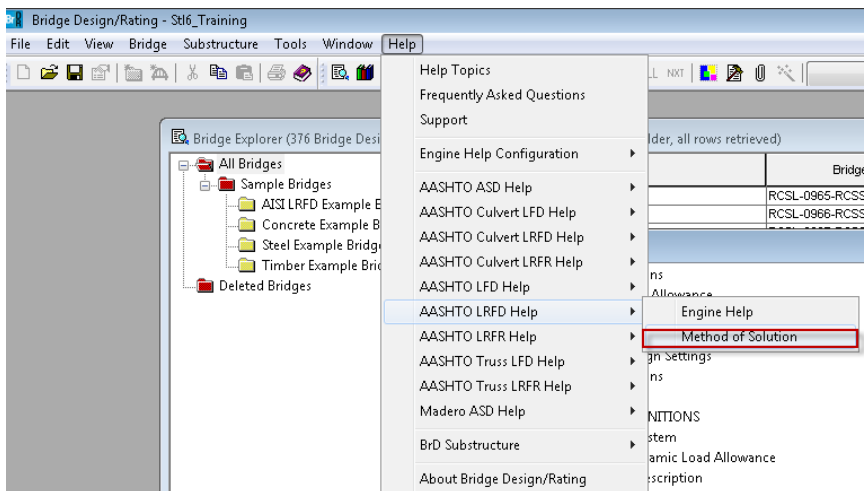 Br Bridge Design/Rating - Stl6_Training
File Edit View Bridge Substructure Tools Window Help
NXT
Help Topics
Frequently Asked Questions
Support
Engine Help Configuration
AASHTO ASD Help
AASHTO Culvert LFD Help
AASHTO Culvert LRFD Help
AASHTO Culvert LRFR Help
AASHTO LFD Help
AASHTO LRFD Help
AASHTO LRFR Help
AASHTO Truss LFD Help
AASHTO Truss LRFR Help
Madero ASD Help
BrD Substructure
About Bridge Design/Rating
Engine Help
Method of Solution
Bridge Explorer (376 Bridge Desi
lder, all rows retrieved)
All Bridges
Sample Bridges
AISI LRFD Example B
Concrete Example B
Steel Example Bridge
Timber Example Brid
Deleted Bridges
Bridge
RCSL-0965-RCSS
RCSL-0966-RCSS
ns
Allowance
gn Settings
ns
NITIONS
stem
amic Load Allowance
escription